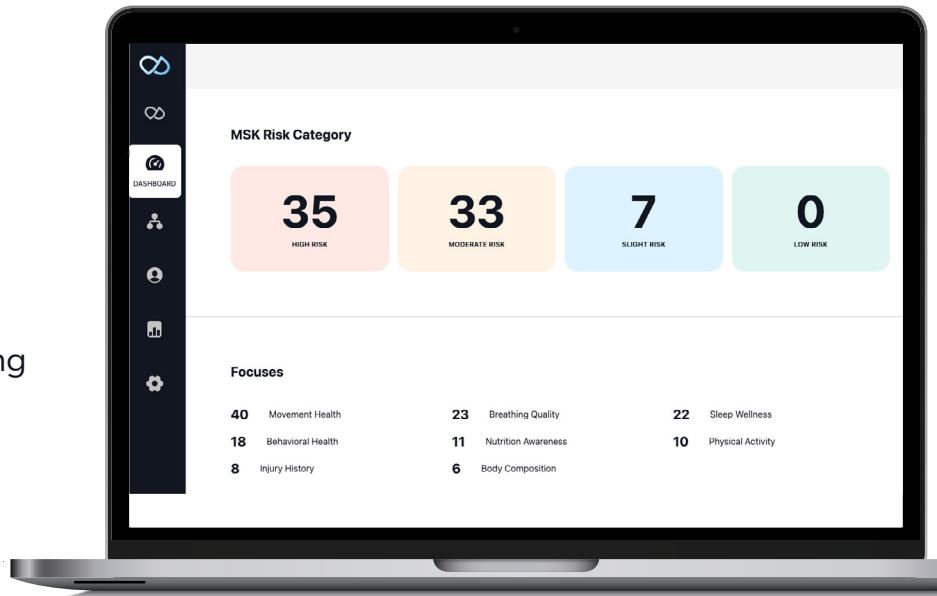 MSK Risk Category
35 33 7 0
HIGH RISK MODERATE RISK SLIGHT RISK LOW RISK
DASHBOARD
ng
Focuses
40 Movement Health 23 Breathing Quality 22 Sleep Wellness
18 Behavioral Health 11 Nutrition Awareness 10 Physical Activity
8 Injury History 6 Body Composition